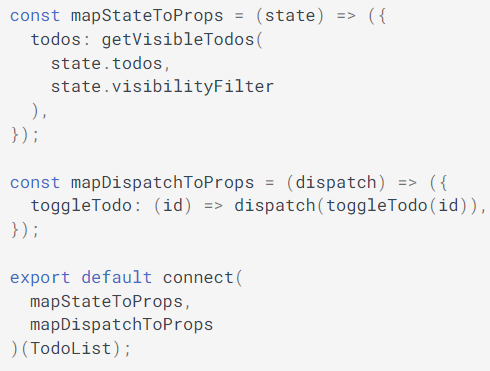 const mapStateToProps = (state) => ({
  todos: getVisibleTodos(
    state.todos,
    state.visibilityFilter
  ),
});

const mapDispatchToProps = (dispatch) => ({
  toggleTodo: (id) => dispatch(toggleTodo(id)),
});

export default connect(
  mapStateToProps,
  mapDispatchToProps
)(TodoList);